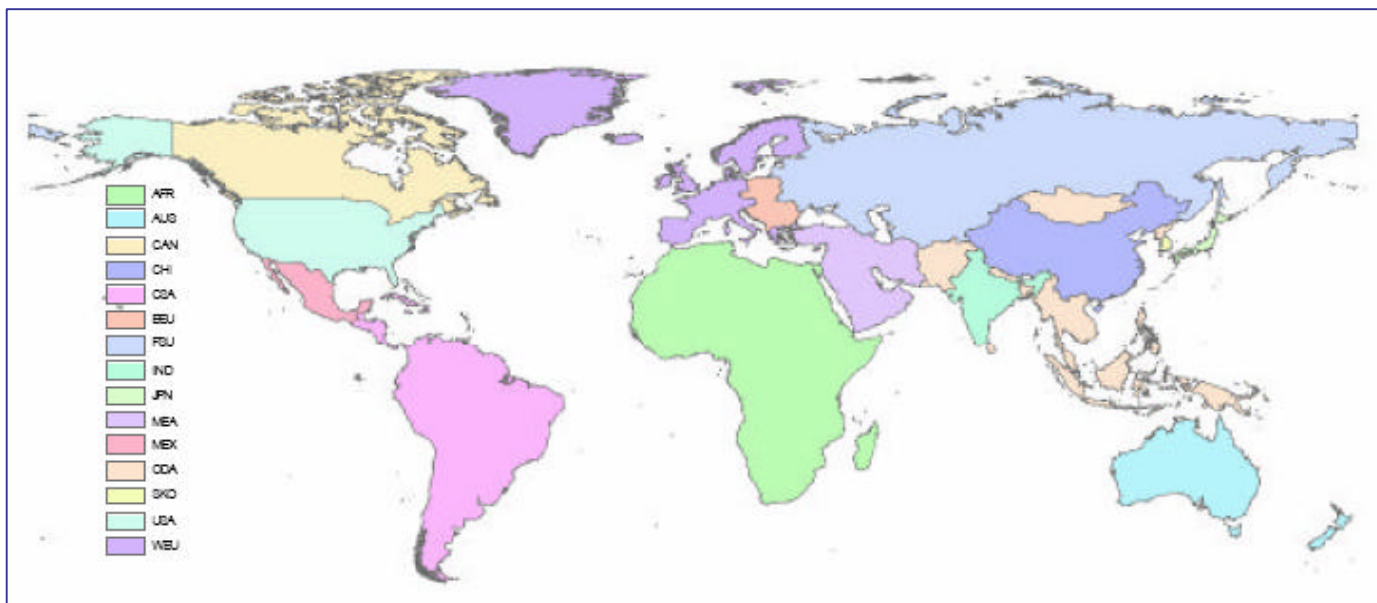 AFR
AUS
CAN
CHI
CSA
EEU
FSU
IND
JPN
MEA
MEX
ODA
SKO
USA
WEU